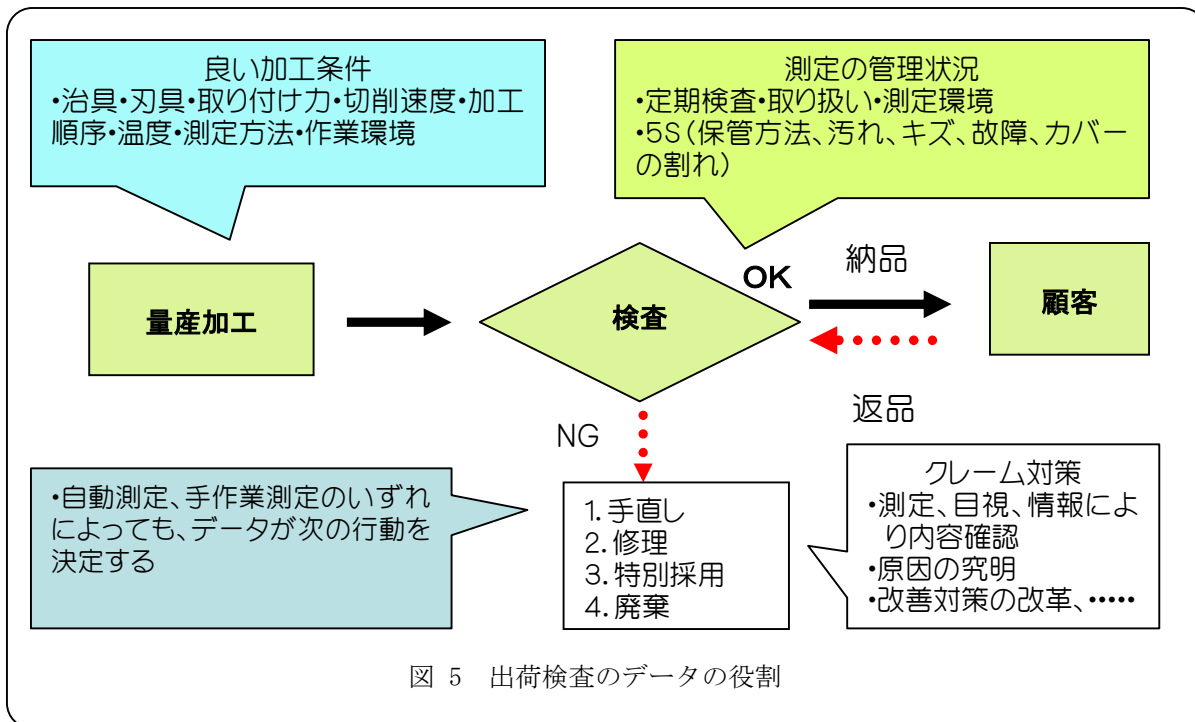 良い加工条件
•治具•刃具•取り付け力•切削速度•加工
順序•温度•測定方法•作業環境
測定の管理状況
•定期検査•取り扱い•測定環境
•5S(保管方法、汚れ、キズ、故障、カバー
の割れ)
量産加工
検査
OK
納品
顧客
返品
NG
•自動測定、手作業測定のいずれ
によっても、データが次の行動を
決定する
1.手直し
2.修理
3.特別採用
4.廃棄
クレーム対策
•測定、目視、情報によ
り内容確認
•原因の究明
•改善対策の改革、•••••
図 5 出荷検査のデータの役割